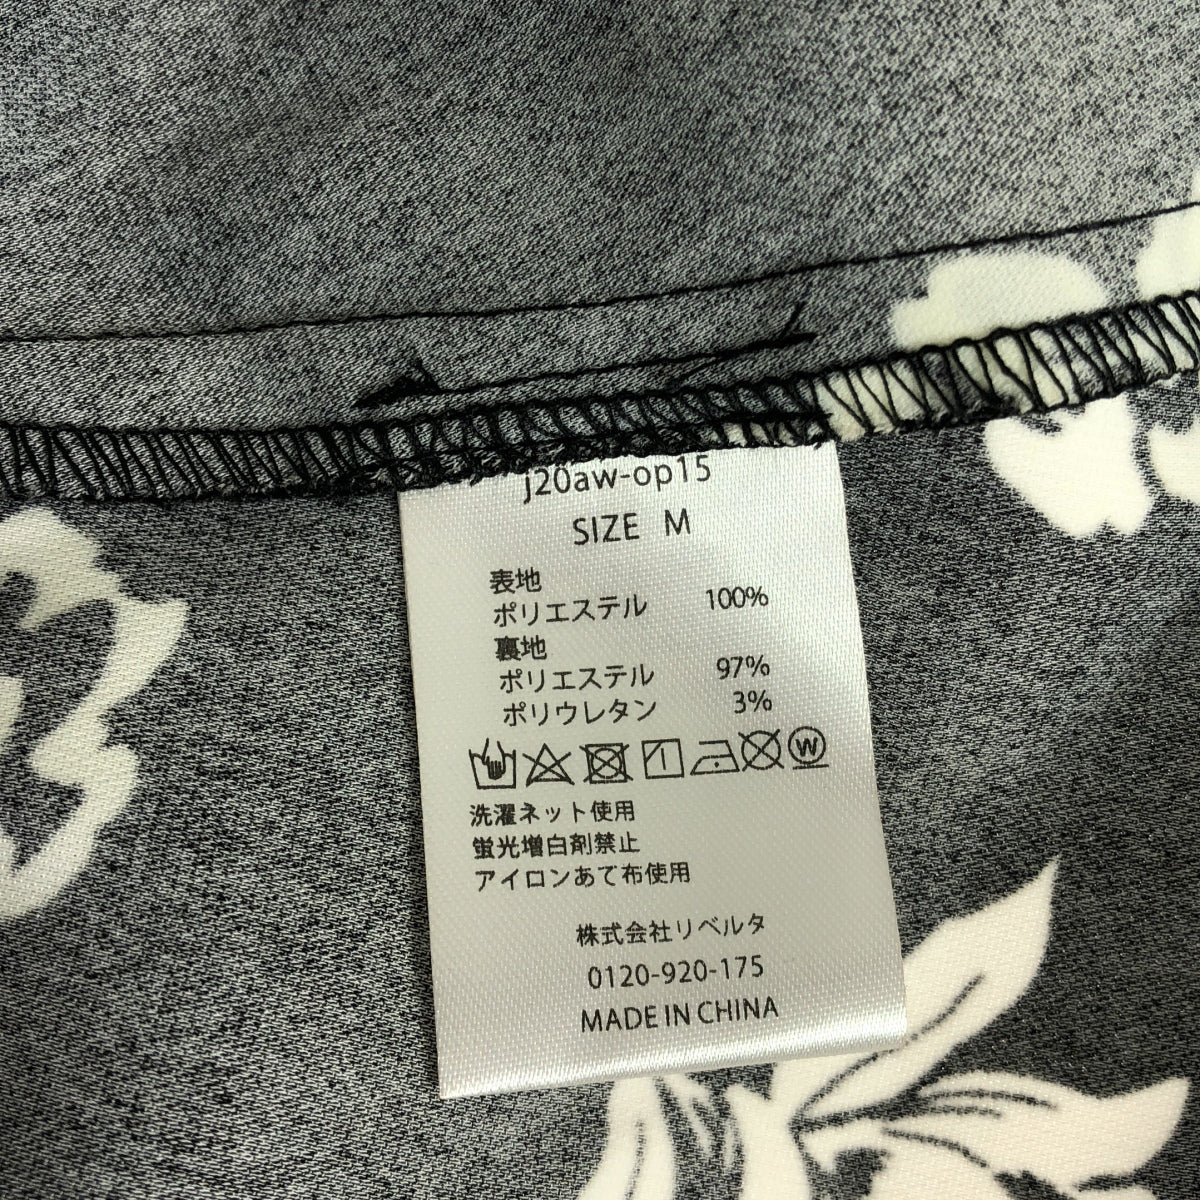 j20aw-op15
SIZE M
表地
ポリエステル 100%
裏地
ポリエステル 97%
ポリウレタン 3%
W
洗濯ネット使用
蛍光増白剤禁止
アイロンあて布使用
株式会社リベルタ
0120-920-175
MADE IN CHINA